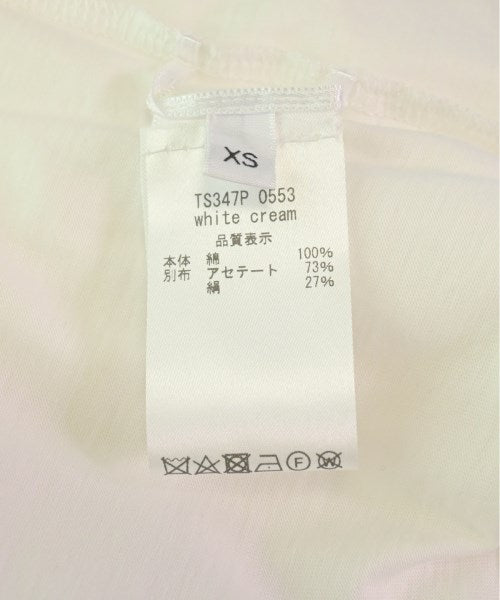 XS
TS347P 0553
white cream
品質表示
本体 綿 100%
別布 アセテート 73%
絹 27%
F W